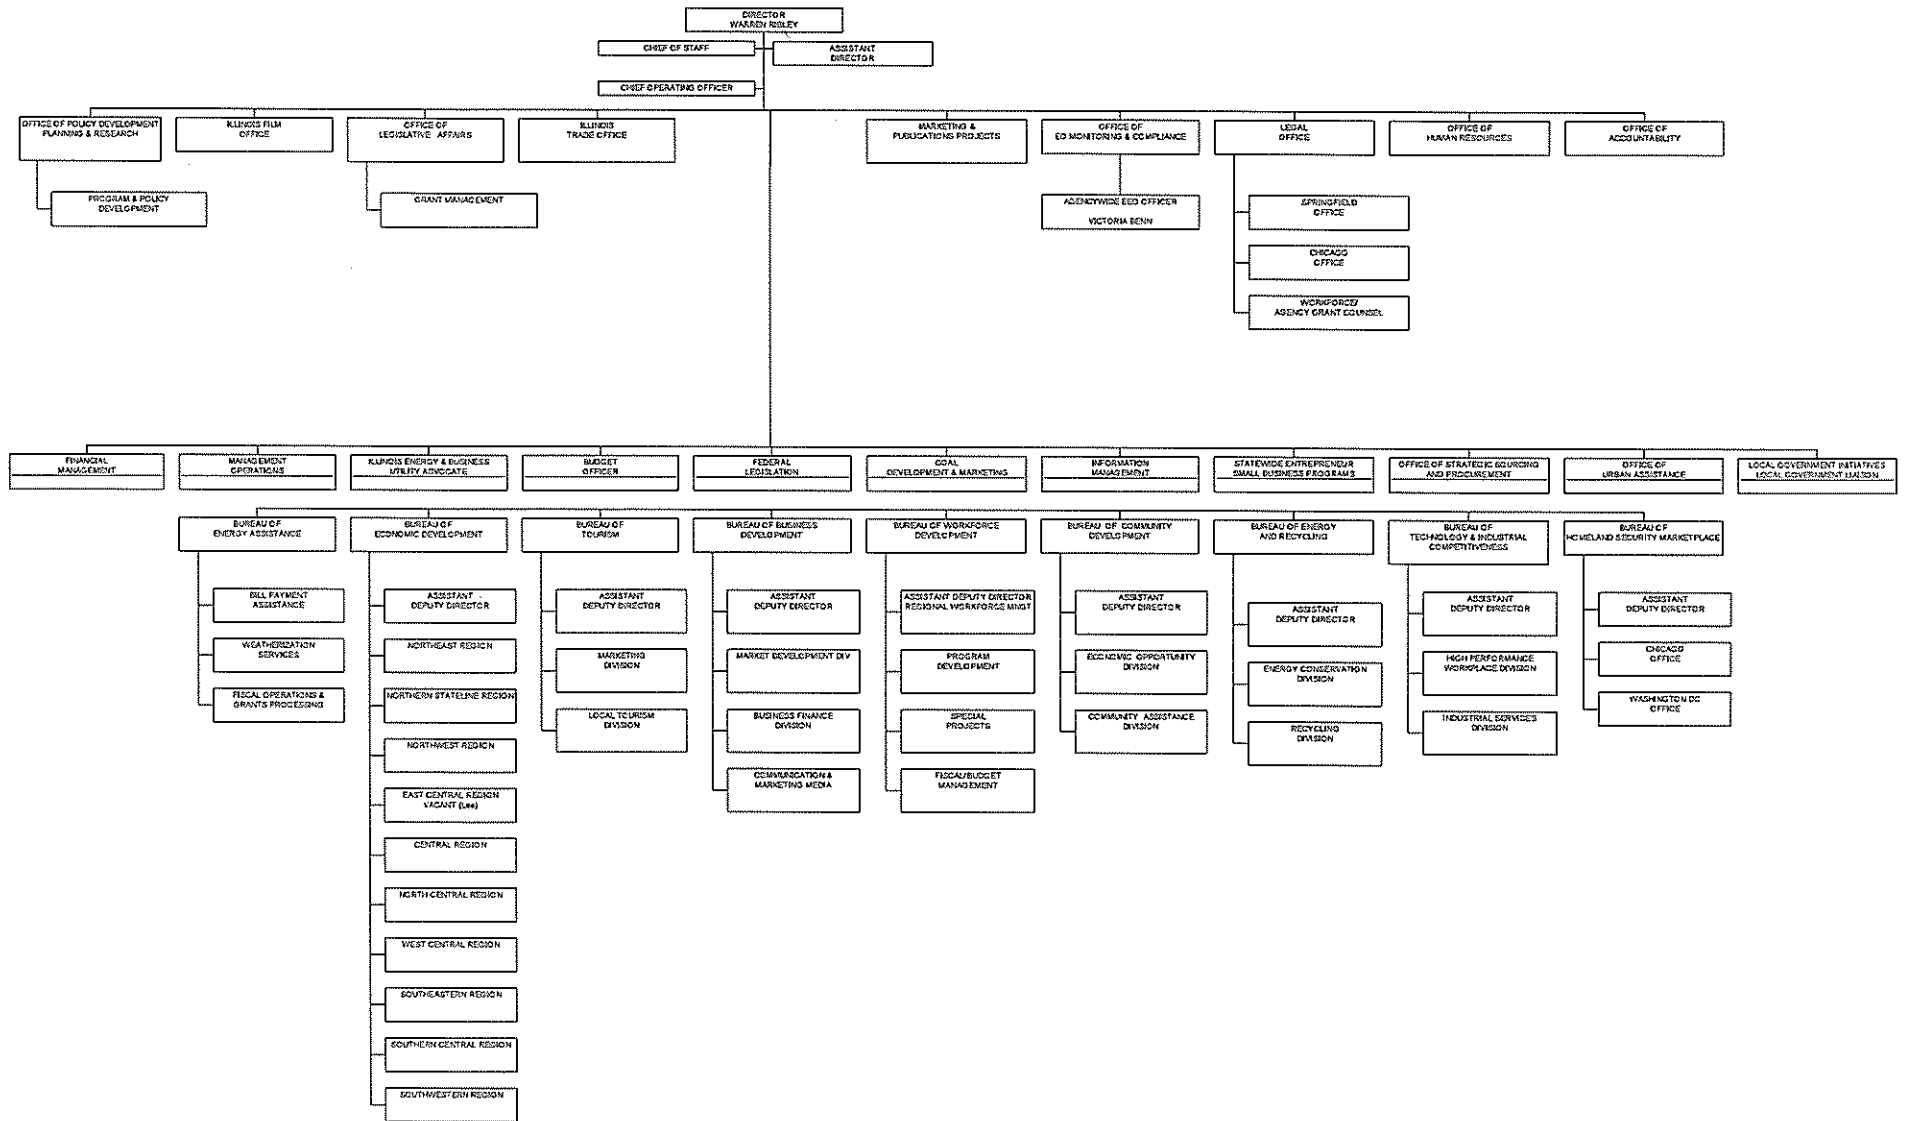 DIRECTOR
WARREN RIBLEY
CHIEF OF STAFF
ASSISTANT
DIRECTOR
CHIEF OPERATING OFFICER
OFFICE OF POLICY DEVELOPMENT
PLANNING & RESEARCH
ILLINOIS FILM
OFFICE
OFFICE OF
LEGISLATIVE AFFAIRS
ILLINOIS
TRADE OFFICE
MARKETING &
PUBLICATIONS PROJECTS
OFFICE OF
EO MONITORING & COMPLIANCE
LEGAL
OFFICE
OFFICE OF
HUMAN RESOURCES
OFFICE OF
ACCOUNTABILITY
PROGRAM & POLICY
DEVELOPMENT
GRANT MANAGEMENT
AGENCYWIDE EEO OFFICER
VICTORIA BENN
SPRINGFIELD
OFFICE
CHICAGO
OFFICE
WORKFORCE/
AGENCY GRANT COUNSEL
FINANCIAL
MANAGEMENT
MANAGEMENT
OPERATIONS
ILLINOIS ENERGY & BUSINESS
UTILITY ADVOCATE
BUDGET
OFFICER
FEDERAL
LEGISLATION
COAL
DEVELOPMENT & MARKETING
INFORMATION
MANAGEMENT
STATEWIDE ENTREPRENEUR
SMALL BUSINESS PROGRAMS
OFFICE OF STRATEGIC SOURCING
AND PROCUREMENT
OFFICE OF
URBAN ASSISTANCE
LOCAL GOVERNMENT INITIATIVES
LOCAL GOVERNMENT LIAISON
BUREAU OF
ENERGY ASSISTANCE
BUREAU OF
ECONOMIC DEVELOPMENT
BUREAU OF
TOURISM
BUREAU OF BUSINESS
DEVELOPMENT
BUREAU OF WORKFORCE
DEVELOPMENT
BUREAU OF COMMUNITY
DEVELOPMENT
BUREAU OF ENERGY
AND RECYCLING
BUREAU OF
TECHNOLOGY & INDUSTRIAL
COMPETITIVENESS
BUREAU OF
HOMELAND SECURITY MARKETPLACE
BILL PAYMENT
ASSISTANCE
WEATHERIZATION
SERVICES
FISCAL OPERATIONS &
GRANTS PROCESSING
ASSISTANT
DEPUTY DIRECTOR
NORTHEAST REGION
NORTHERN STATELINE REGION
NORTHWEST REGION
EAST CENTRAL REGION
VACANT (Line)
CENTRAL REGION
NORTH CENTRAL REGION
WEST CENTRAL REGION
SOUTHEASTERN REGION
SOUTHERN CENTRAL REGION
SOUTHWESTERN REGION
ASSISTANT
DEPUTY DIRECTOR
MARKETING
DIVISION
LOCAL TOURISM
DIVISION
ASSISTANT
DEPUTY DIRECTOR
MARKET DEVELOPMENT DIV
BUSINESS FINANCE
DIVISION
COMMUNICATION &
MARKETING MEDIA
ASSISTANT DEPUTY DIRECTOR
REGIONAL WORKFORCE MNGT
PROGRAM
DEVELOPMENT
SPECIAL
PROJECTS
FISCAL/BUDGET
MANAGEMENT
ASSISTANT
DEPUTY DIRECTOR
ECONOMIC OPPORTUNITY
DIVISION
COMMUNITY ASSISTANCE
DIVISION
ASSISTANT
DEPUTY DIRECTOR
ENERGY CONSERVATION
DIVISION
RECYCLING
DIVISION
ASSISTANT
DEPUTY DIRECTOR
HIGH PERFORMANCE
WORKPLACE DIVISION
INDUSTRIAL SERVICES
DIVISION
ASSISTANT
DEPUTY DIRECTOR
CHICAGO
OFFICE
WASHINGTON DC
OFFICE